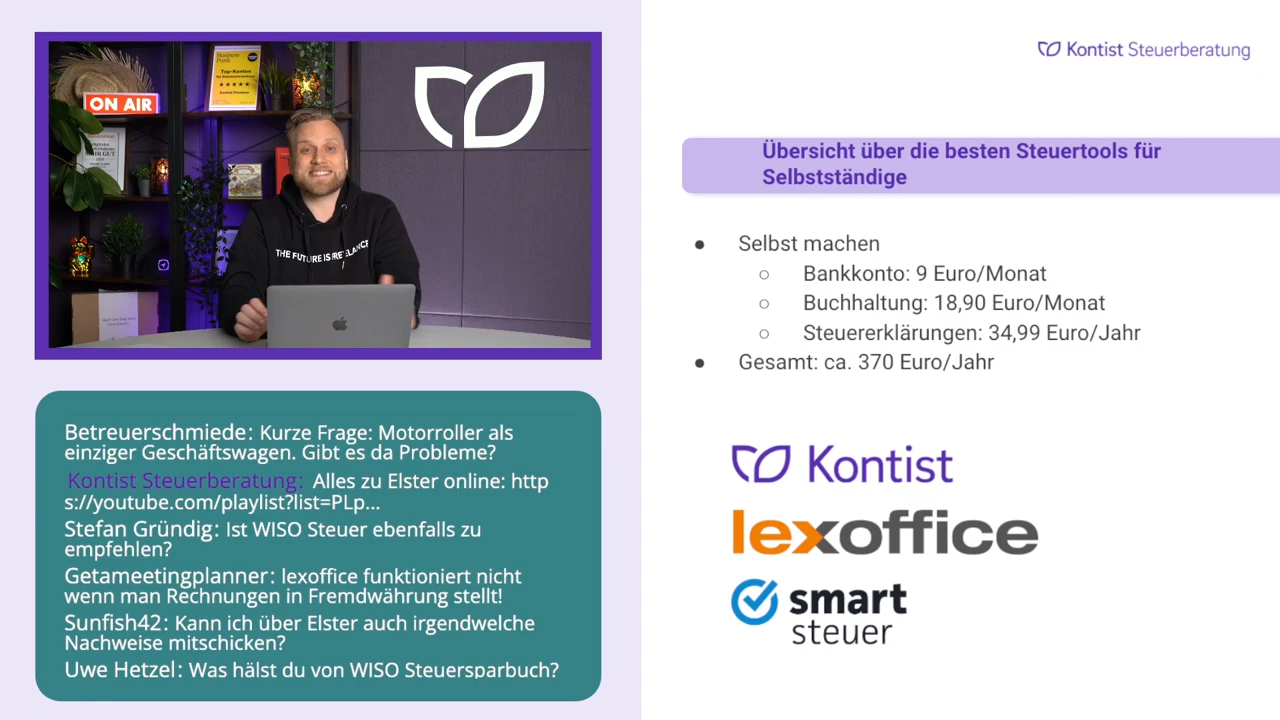 Business
Punk
Top-Konten
ON AIR
THE FUTURE IS FREELANCE
Betreuerschmiede: Kurze Frage: Motorroller als
einziger Geschäftswagen. Gibt es da Probleme?
Kontist Steuerberatung: Alles zu Elster online: http
s://youtube.com/playlist?list=PLp...
Stefan Gründig: Ist WISO Steuer ebenfalls zu
empfehlen?
Getameetingplanner: lexoffice funktioniert nicht
wenn man Rechnungen in Fremdwährung stellt!
Sunfish42: Kann ich über Elster auch irgendwelche
Nachweise mitschicken?
Uwe Hetzel: Was hälst du von WISO Steuersparbuch?
Kontist Steuerberatung
Übersicht über die besten Steuertools für
Selbstständige
● Selbst machen
○ Bankkonto: 9 Euro/Monat
○ Buchhaltung: 18,90 Euro/Monat
○ Steuererklärungen: 34,99 Euro/Jahr
● Gesamt: ca. 370 Euro/Jahr
Kontist
lexoffice
smart
steuer